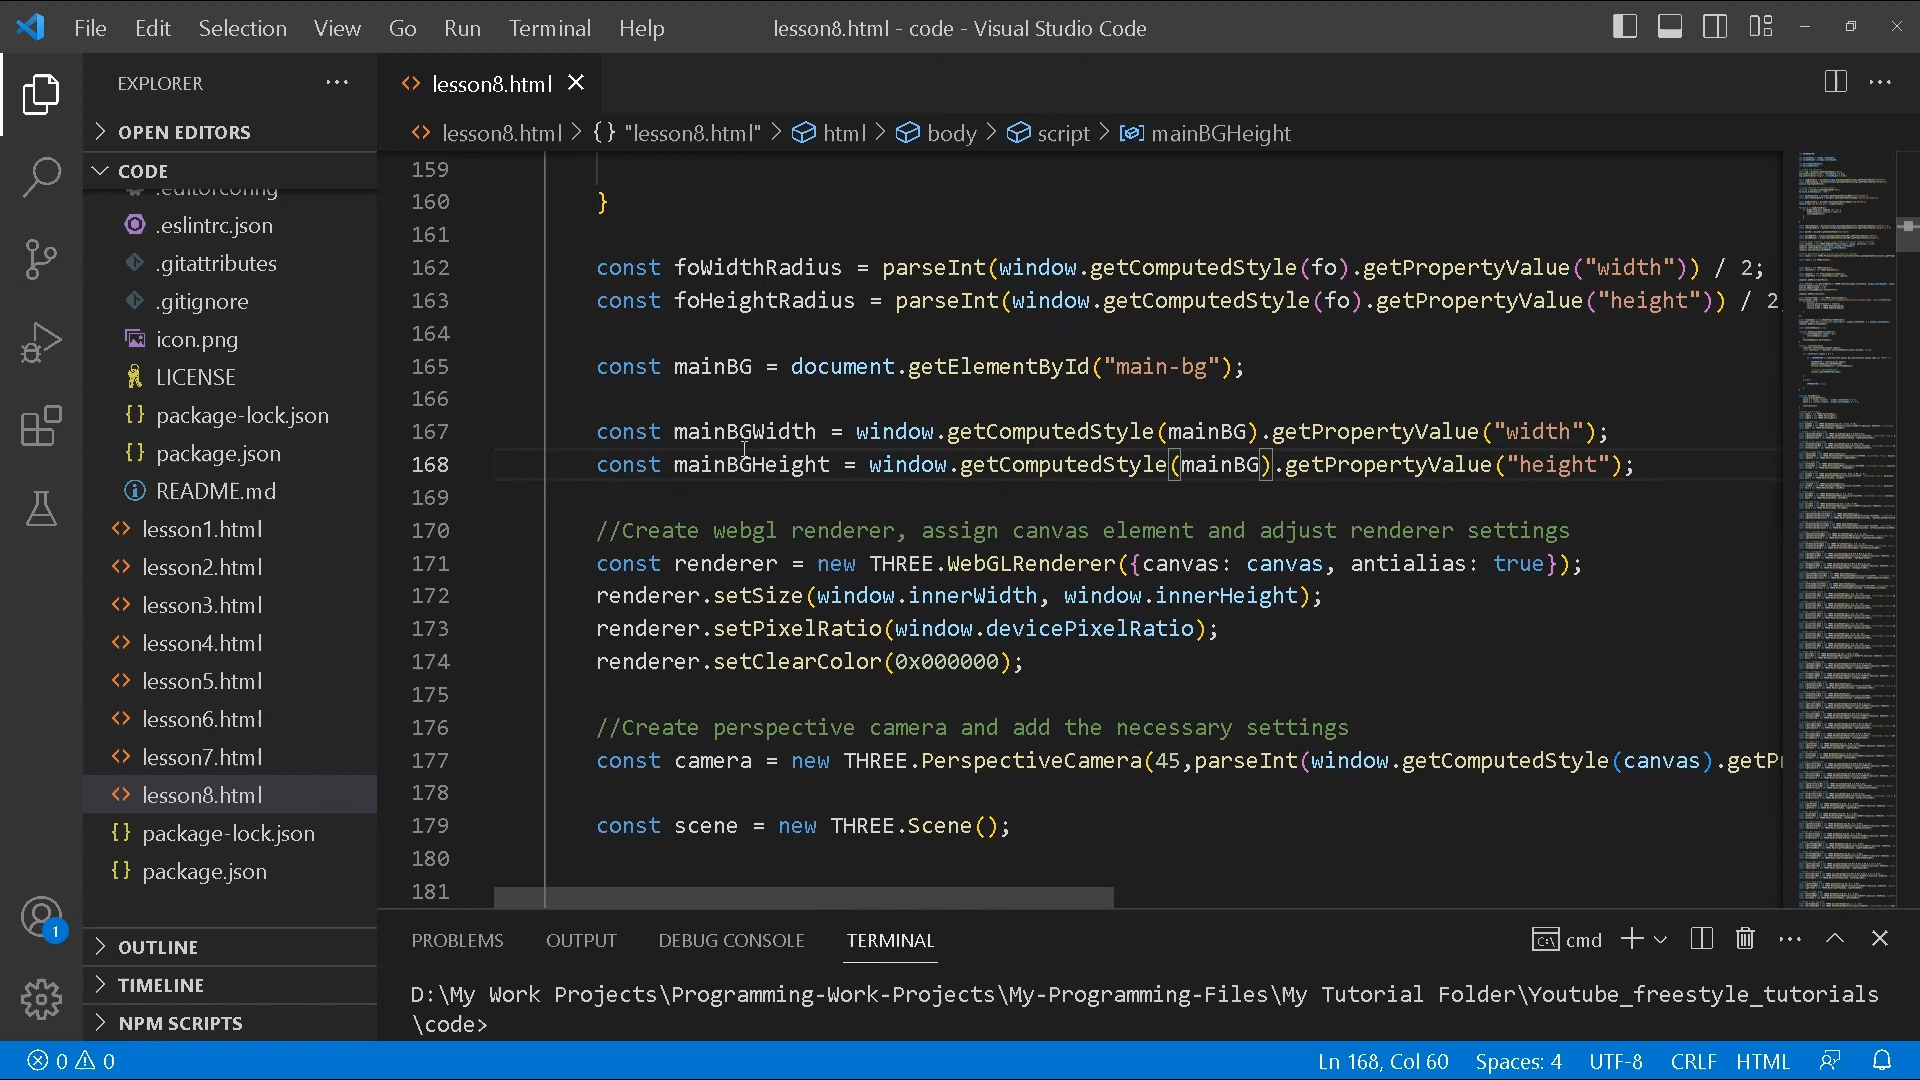 File Edit Selection View Go Run Terminal Help lesson8.html - code - Visual Studio Code
EXPLORER
OPEN EDITORS
CODE
.editorconfig
.eslintrc.json
.gitattributes
.gitignore
icon.png
LICENSE
package-lock.json
package.json
README.md
lesson1.html
lesson2.html
lesson3.html
lesson4.html
lesson5.html
lesson6.html
lesson7.html
lesson8.html
package-lock.json
package.json
OUTLINE
TIMELINE
NPM SCRIPTS
1
lesson8.html
lesson8.html > {} "lesson8.html" > html > body > script > mainBGHeight
159
160 }
161
162 const foWidthRadius = parseInt(window.getComputedStyle(fo).getPropertyValue("width")) / 2;
163 const foHeightRadius = parseInt(window.getComputedStyle(fo).getPropertyValue("height")) / 2
164
165 const mainBG = document.getElementById("main-bg");
166
167 const mainBGWidth = window.getComputedStyle(mainBG).getPropertyValue("width");
168 const mainBGHeight = window.getComputedStyle(mainBG).getPropertyValue("height");
169
170 //Create webgl renderer, assign canvas element and adjust renderer settings
171 const renderer = new THREE.WebGLRenderer({canvas: canvas, antialias: true});
172 renderer.setSize(window.innerWidth, window.innerHeight);
173 renderer.setPixelRatio(window.devicePixelRatio);
174 renderer.setClearColor(0x000000);
175
176 //Create perspective camera and add the necessary settings
177 const camera = new THREE.PerspectiveCamera(45,parseInt(window.getComputedStyle(canvas).getP
178
179 const scene = new THREE.Scene();
180
181
PROBLEMS OUTPUT DEBUG CONSOLE TERMINAL cmd
D:\My Work Projects\Programming-Work-Projects\My-Programming-Files\My Tutorial Folder\Youtube_freestyle_tutorials
\code>
0 0 Ln 168, Col 60 Spaces: 4 UTF-8 CRLF HTML